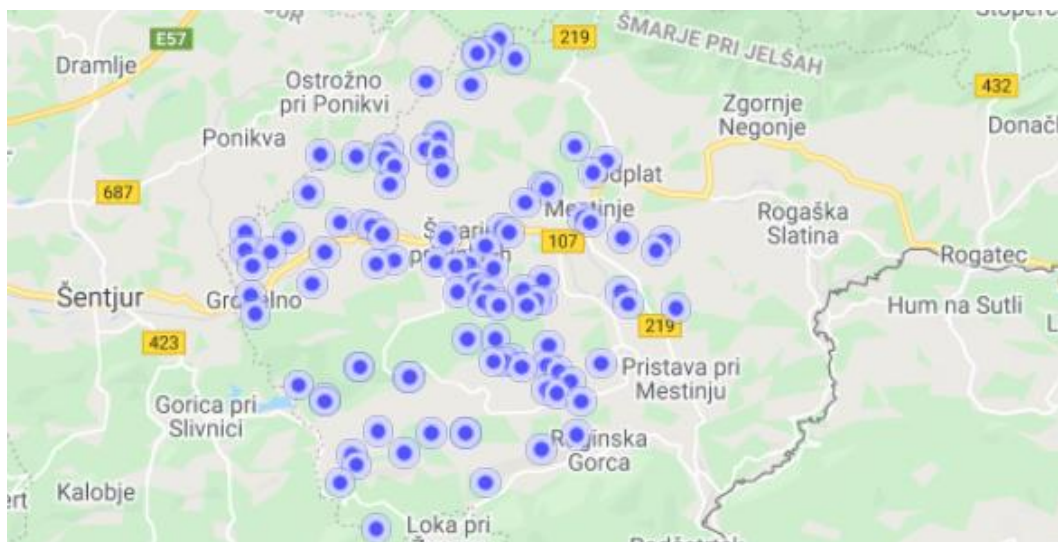 E57
219
ŠMARJE PRI JELŠAH
Dramlje
Ostrožno
pri Ponikvi
432
Zgornje
Negonje
Ponikva
687
Mestinje
107
Rogaška
Slatina
Rogatec
Šentjur
Hum na Sutli
423
219
Pristava pri
Mestinju
Gorica pri
Slivnici
Gorca
Kalobje
Loka pri